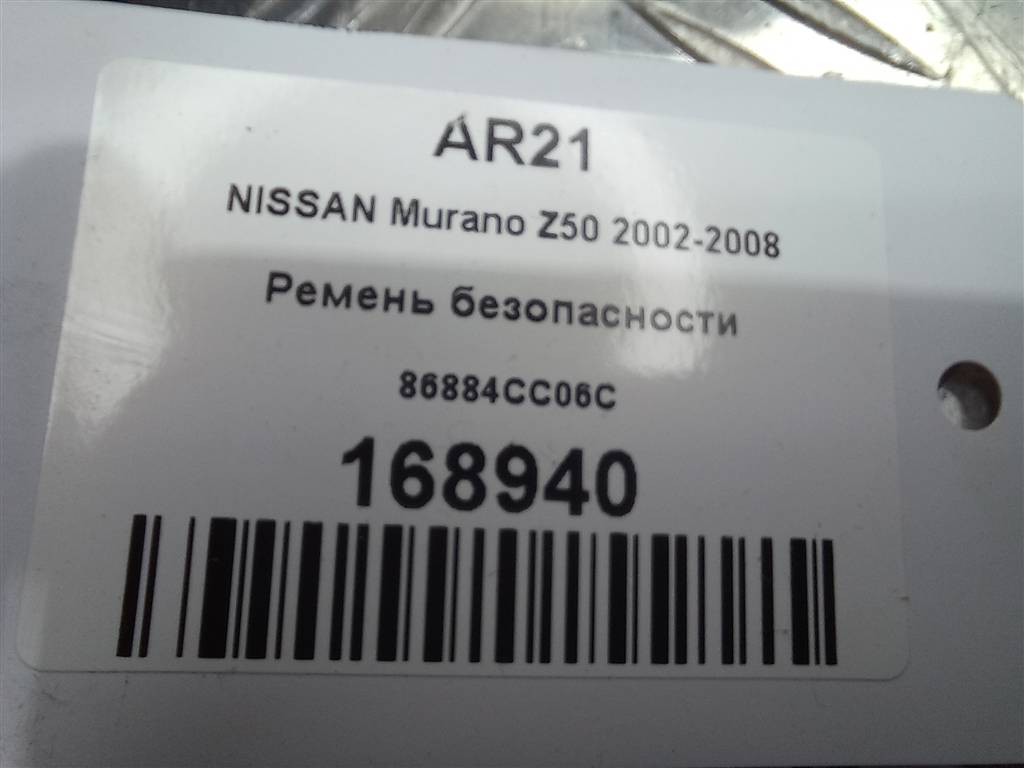 AR21
NISSAN Murano Z50 2002-2008
Ремень безопасности
86884CC06C
168940